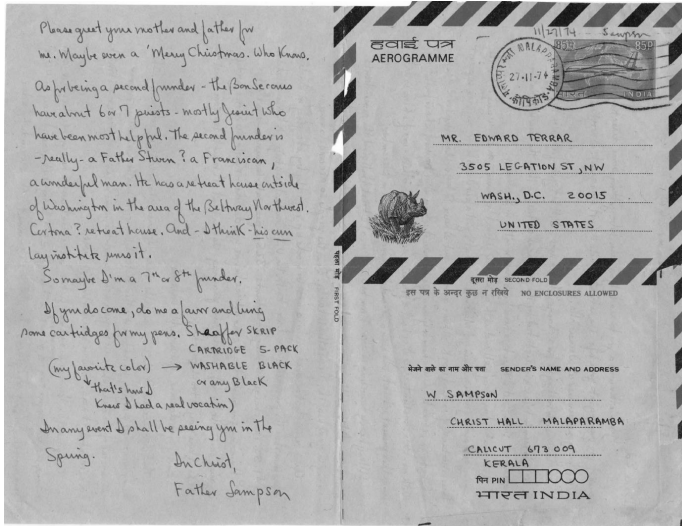 Please greet your mother and father for
me. Maybe even a 'Merry Christmas. Who Knows.
As for being a second funder - the Bon Secours
have about 6 or 7 priests - mostly Jesuit who
have been most helpful. The second funder is
- really - a Father Sturn? a Franciscan,
a wonderful man. He has a retreat house outside
of Washington in the area of the Beltway Northwest.
Cortona? retreat house. And - I think - his own
lay institute runs it.
So maybe I'm a 7th or 8th funder.
If you do come, do me a favor and bring
some cartridges for my pens. Sheaffer SKRIP
CARTRIDGE 5-PACK
(my favorite color) → WASHABLE BLACK
or any BlacK
that's how I
Knew I had a real vocation)
In any event I shall be seeing you in the
Spring.
In Christ,
Father Sampson
पहला मोड़ FIRST FOLD
11/27/74 Sampson
हवाई पत्र
AEROGRAMME
27-11-74
85P 85P
INDIA
MR. EDWARD TERRAR
3505 LEGATION ST, NW
WASH., D.C. 20015
UNITED STATES
दूसरा मोड़ SECOND FOLD
इस पत्र के अन्दर कुछ न रखिये NO ENCLOSURES ALLOWED
भेजने वाले का नाम और पता SENDER'S NAME AND ADDRESS
W SAMPSON
CHRIST HALL MALAPARAMBA
CALICUT 673 009
KERALA
पिन PIN
भारत INDIA